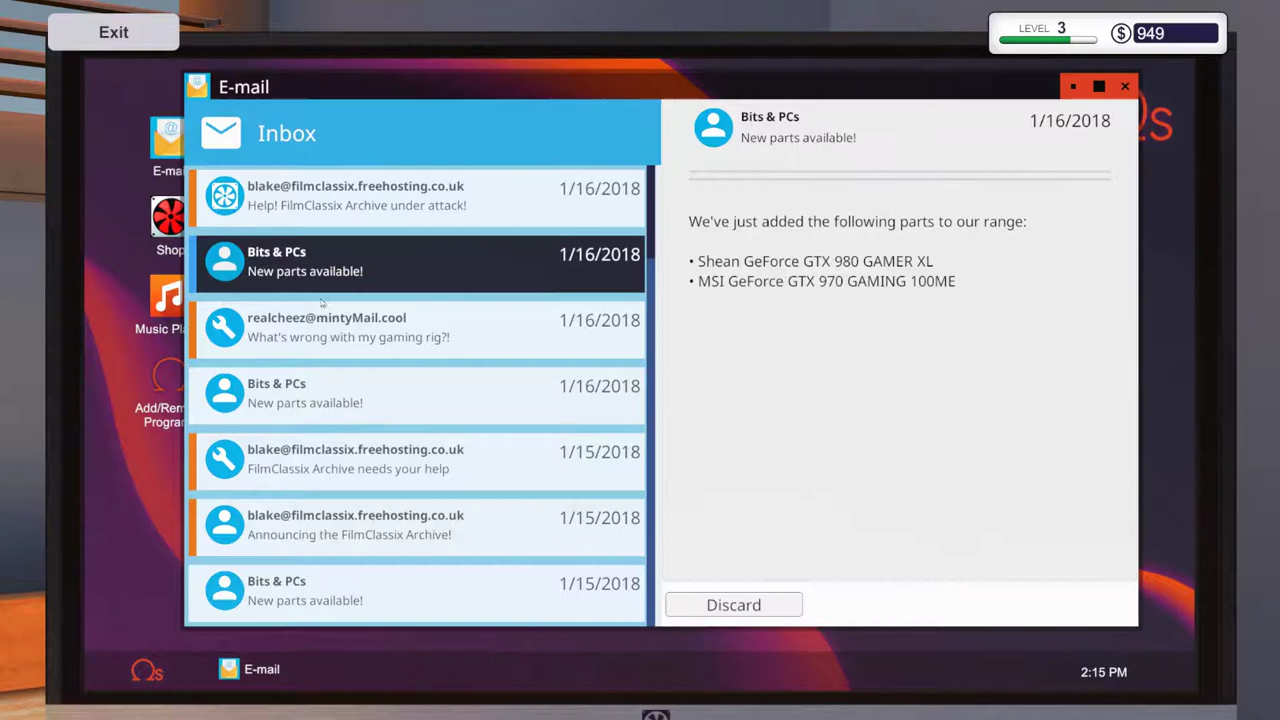 Exit
LEVEL 3
$ 949
E-mail
Inbox
blake@filmclassix.freehosting.co.uk 1/16/2018
Help! FilmClassix Archive under attack!
Bits & PCs 1/16/2018
New parts available!
realcheez@mintyMail.cool 1/16/2018
What's wrong with my gaming rig?!
Bits & PCs 1/16/2018
New parts available!
blake@filmclassix.freehosting.co.uk 1/15/2018
FilmClassix Archive needs your help
blake@filmclassix.freehosting.co.uk 1/15/2018
Announcing the FilmClassix Archive!
Bits & PCs 1/15/2018
New parts available!
Bits & PCs 1/16/2018
New parts available!
We've just added the following parts to our range:
• Shean GeForce GTX 980 GAMER XL
• MSI GeForce GTX 970 GAMING 100ME
Discard
E-ma
Shop
Music Pl
Add/Rem
Progra
Ωs
Ωs E-mail 2:15 PM